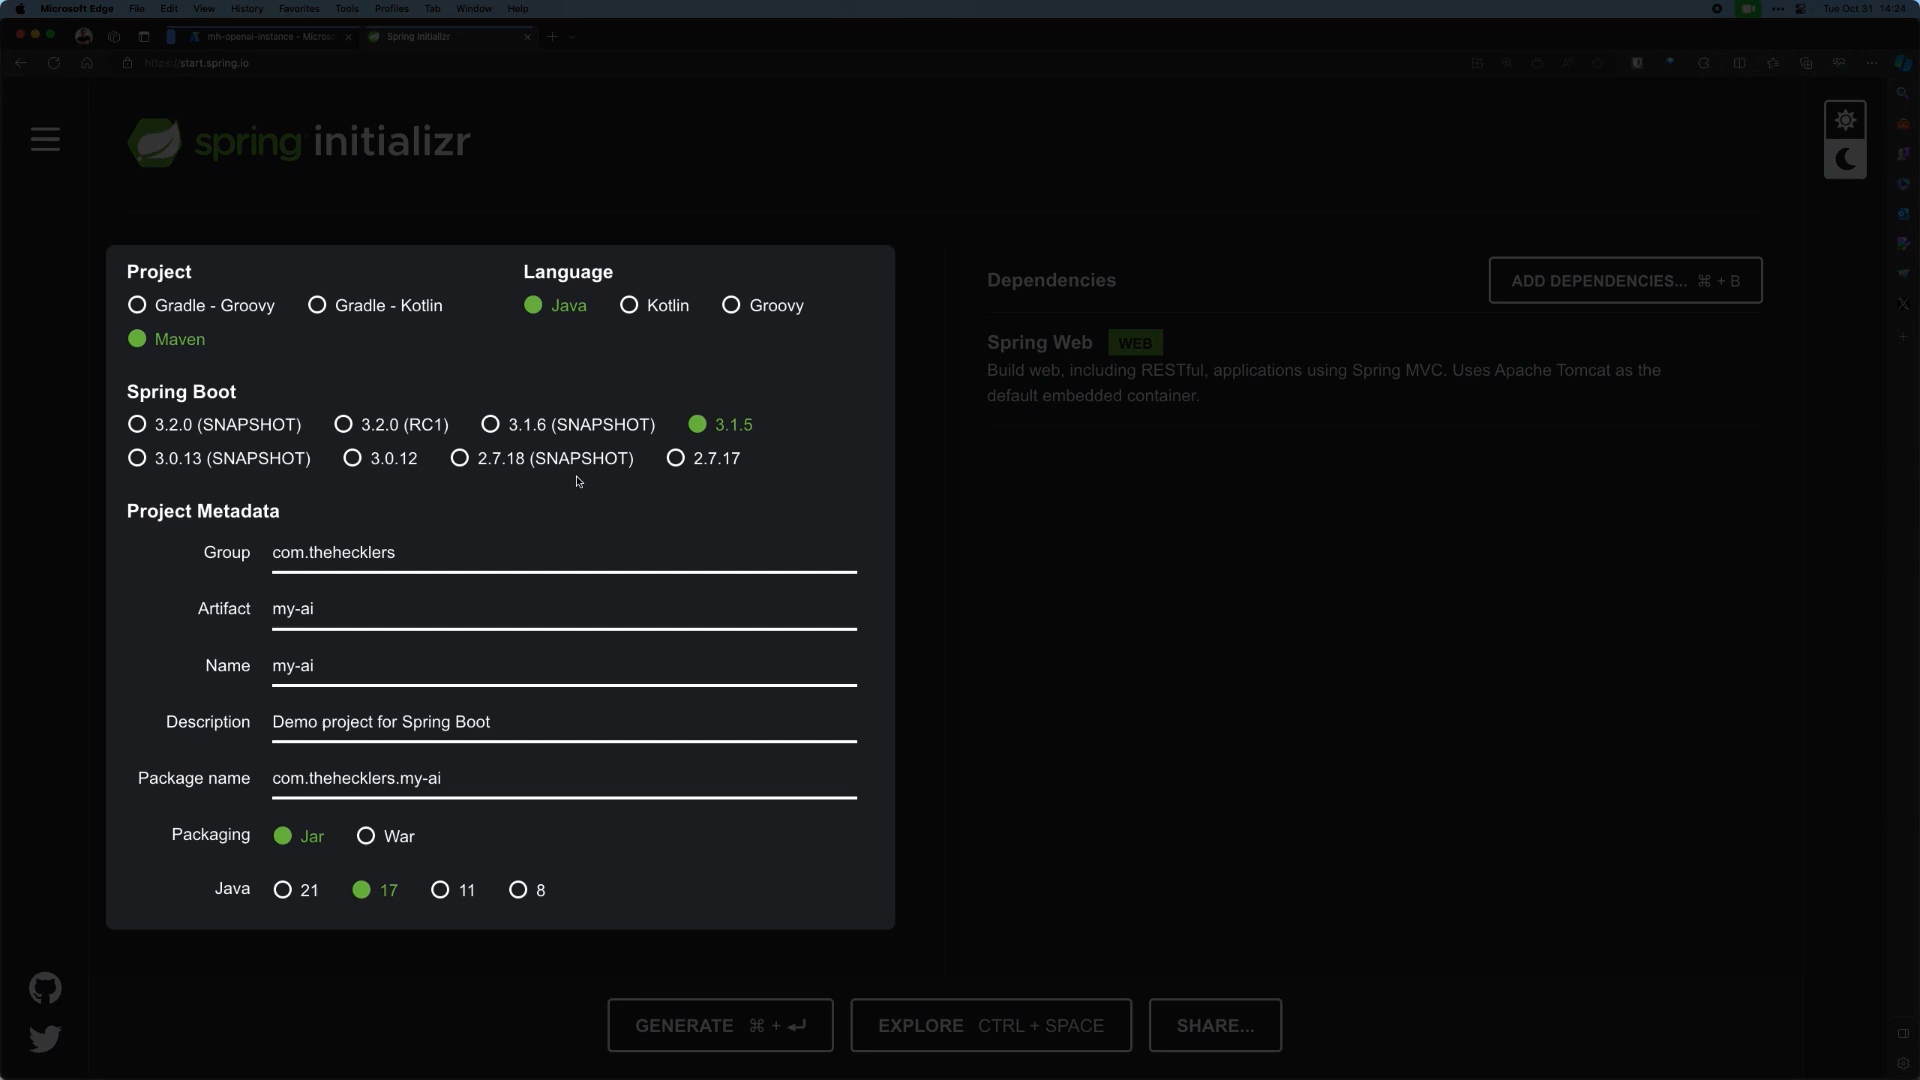 Microsoft Edge File Edit View History Favorites Tools Profiles Tab Window Help Tue Oct 31 14:24
mh-openai-instance - Microso Spring Initializr
https://start.spring.io
spring initializr
Project
Gradle - Groovy Gradle - Kotlin
Maven
Language
Java Kotlin Groovy
Spring Boot
3.2.0 (SNAPSHOT) 3.2.0 (RC1) 3.1.6 (SNAPSHOT) 3.1.5
3.0.13 (SNAPSHOT) 3.0.12 2.7.18 (SNAPSHOT) 2.7.17
Project Metadata
Group com.thehecklers
Artifact my-ai
Name my-ai
Description Demo project for Spring Boot
Package name com.thehecklers.my-ai
Packaging Jar War
Java 21 17 11 8
Dependencies ADD DEPENDENCIES... ⌘ + B
Spring Web WEB
Build web, including RESTful, applications using Spring MVC. Uses Apache Tomcat as the
default embedded container.
GENERATE ⌘ + ⏎ EXPLORE CTRL + SPACE SHARE...